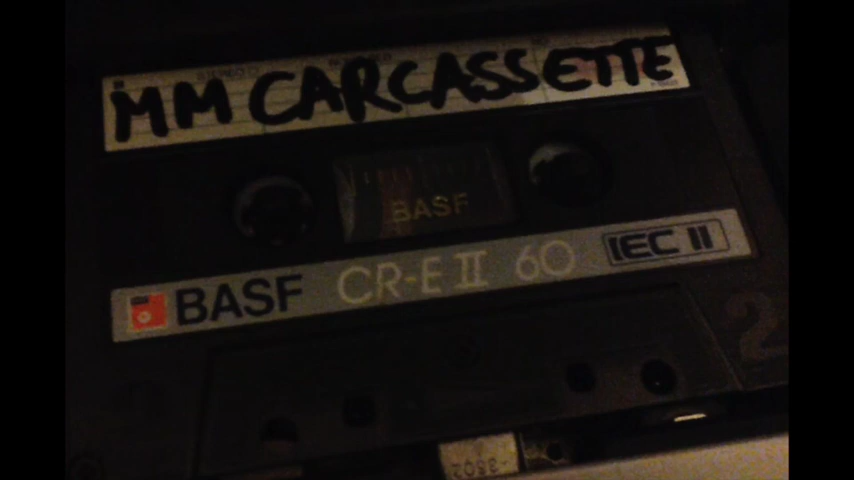 MM CARCASSETTE
BASF
BASF CR-E II 60 IEC II
2